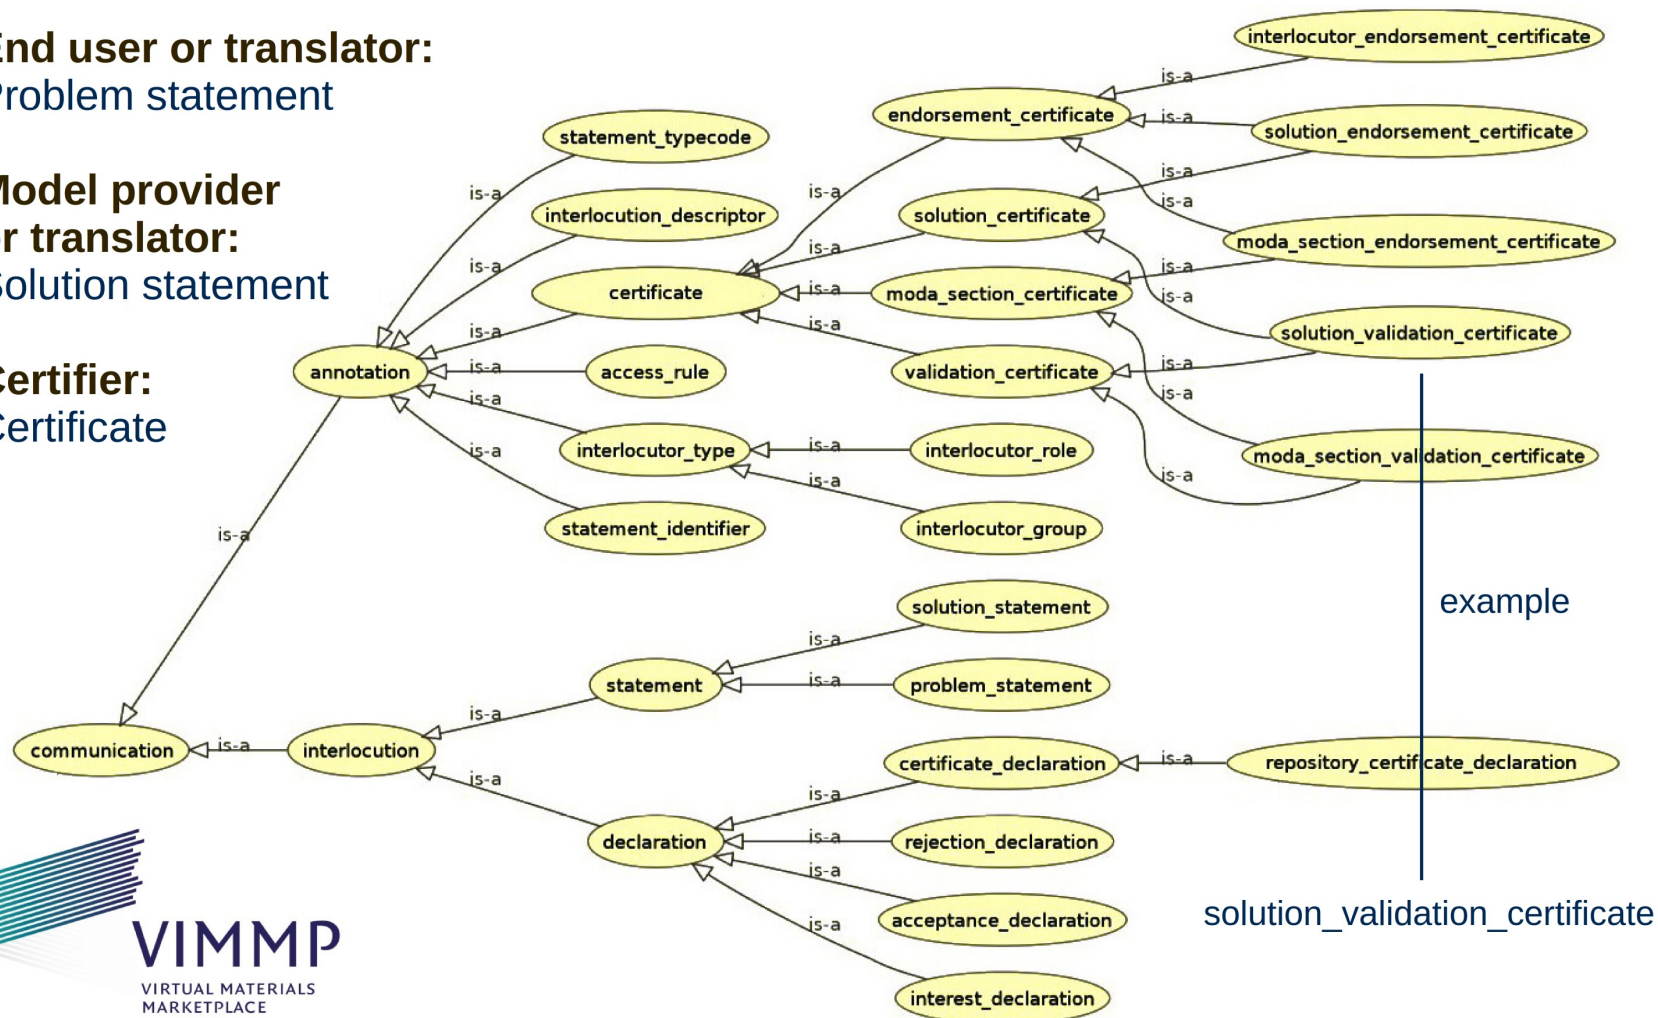 End user or translator:
Problem statement
Model provider
or translator:
Solution statement
Certifier:
Certificate
interlocutor_endorsement_certificate
is-a
endorsement_certificate
is-a
solution_endorsement_certificate
statement_typecode
is-a
is-a
is-a
is-a
interlocution_descriptor
solution_certificate
moda_section_endorsement_certificate
is-a
is-a
is-a
certificate
is-a
moda_section_certificate
is-a
is-a
is-a
solution_validation_certificate
annotation
is-a
access_rule
validation_certificate
is-a
is-a
is-a
interlocutor_type
is-a
interlocutor_role
moda_section_validation_certificate
is-a
is-a
is-a
statement_identifier
interlocutor_group
is-a
example
solution_statement
is-a
statement
is-a
problem_statement
is-a
communication
is-a
interlocution
certificate_declaration
is-a
repository_certificate_declaration
is-a
is-a
declaration
is-a
rejection_declaration
is-a
acceptance_declaration
solution_validation_certificate
is-a
interest_declaration
VIMMP
VIRTUAL MATERIALS
MARKETPLACE